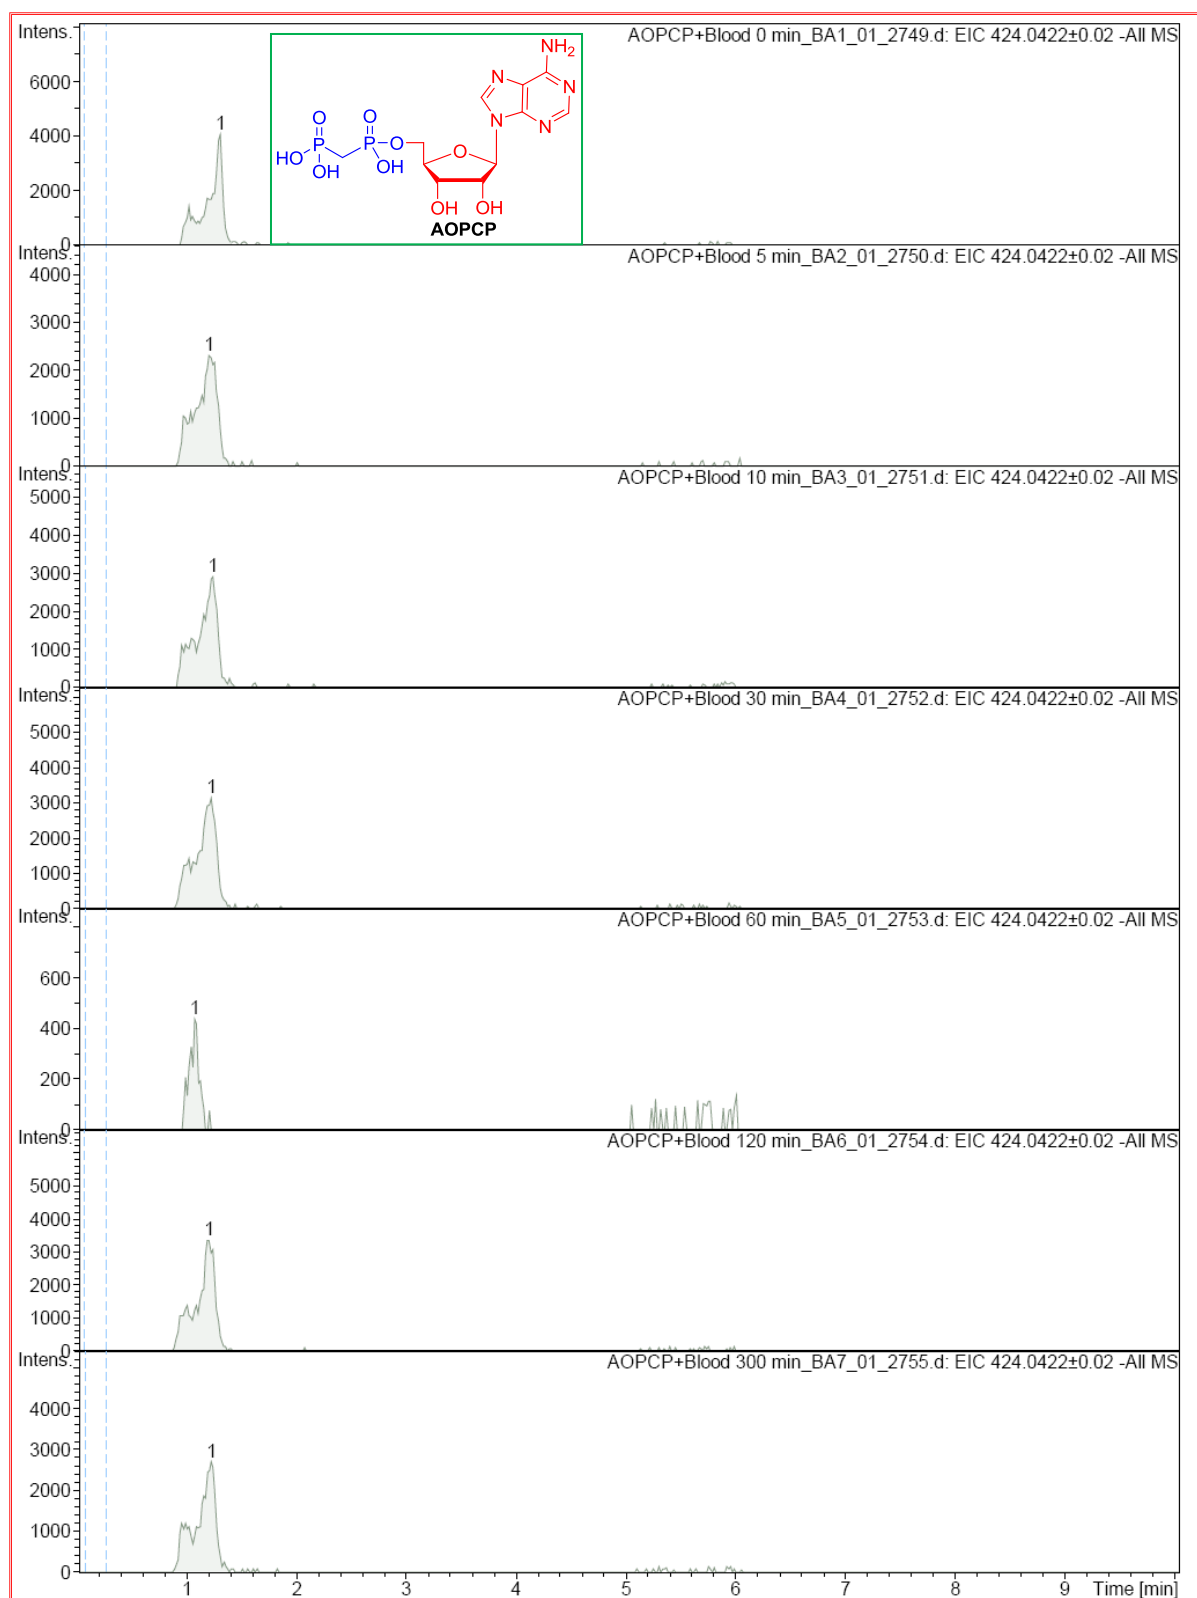 Intens.
AOPCP+Blood 0 min_BA1_01_2749.d: EIC 424.0422±0.02 -All MS
6000
4000
2000
0
1
NH2
N
N
N
N
O
O
P
P
O
HO
OH
OH
O
OH
OH
AOPCP
Intens.
AOPCP+Blood 5 min_BA2_01_2750.d: EIC 424.0422±0.02 -All MS
4000
3000
2000
1000
0
1
Intens.
AOPCP+Blood 10 min_BA3_01_2751.d: EIC 424.0422±0.02 -All MS
5000
4000
3000
2000
1000
0
1
Intens.
AOPCP+Blood 30 min_BA4_01_2752.d: EIC 424.0422±0.02 -All MS
5000
4000
3000
2000
1000
0
1
Intens.
AOPCP+Blood 60 min_BA5_01_2753.d: EIC 424.0422±0.02 -All MS
600
400
200
0
1
Intens.
AOPCP+Blood 120 min_BA6_01_2754.d: EIC 424.0422±0.02 -All MS
5000
4000
3000
2000
1000
0
1
Intens.
AOPCP+Blood 300 min_BA7_01_2755.d: EIC 424.0422±0.02 -All MS
4000
3000
2000
1000
0
1
1 2 3 4 5 6 7 8 9 Time [min]